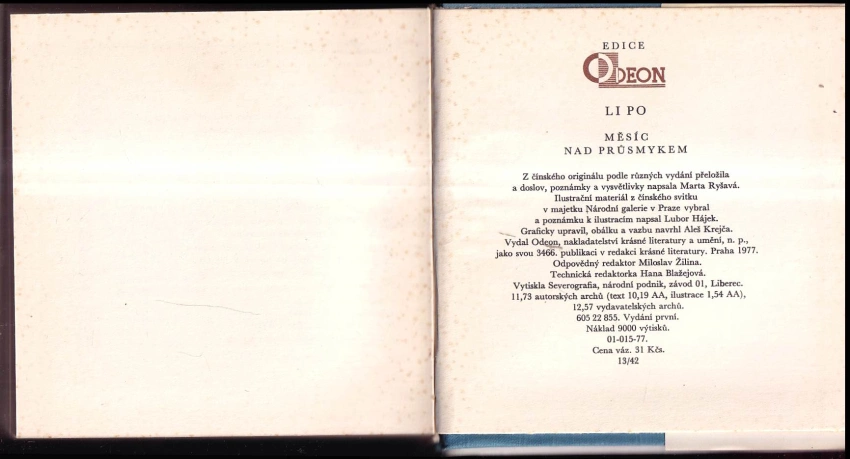 EDICE
ODEON
LI PO
MĚSÍC
NAD PRŮSMYKEM
Z čínského originálu podle různých vydání přeložila
a doslov, poznámky a vysvětlivky napsala Marta Ryšavá.
Ilustrační materiál z čínského svitku
v majetku Národní galerie v Praze vybral
a poznámku k ilustracím napsal Lubor Hájek.
Graficky upravil, obálku a vazbu navrhl Aleš Krejča.
Vydal Odeon, nakladatelství krásné literatury a umění, n. p.,
jako svou 3466. publikaci v redakci krásné literatury. Praha 1977.
Odpovědný redaktor Miloslav Žilina.
Technická redaktorka Hana Blažejová.
Vytiskla Severografia, národní podnik, závod 01, Liberec.
11,73 autorských archů (text 10,19 AA, ilustrace 1,54 AA),
12,57 vydavatelských archů.
605 22 855. Vydání první.
Náklad 9000 výtisků.
01-015-77.
Cena váz. 31 Kčs.
13/42